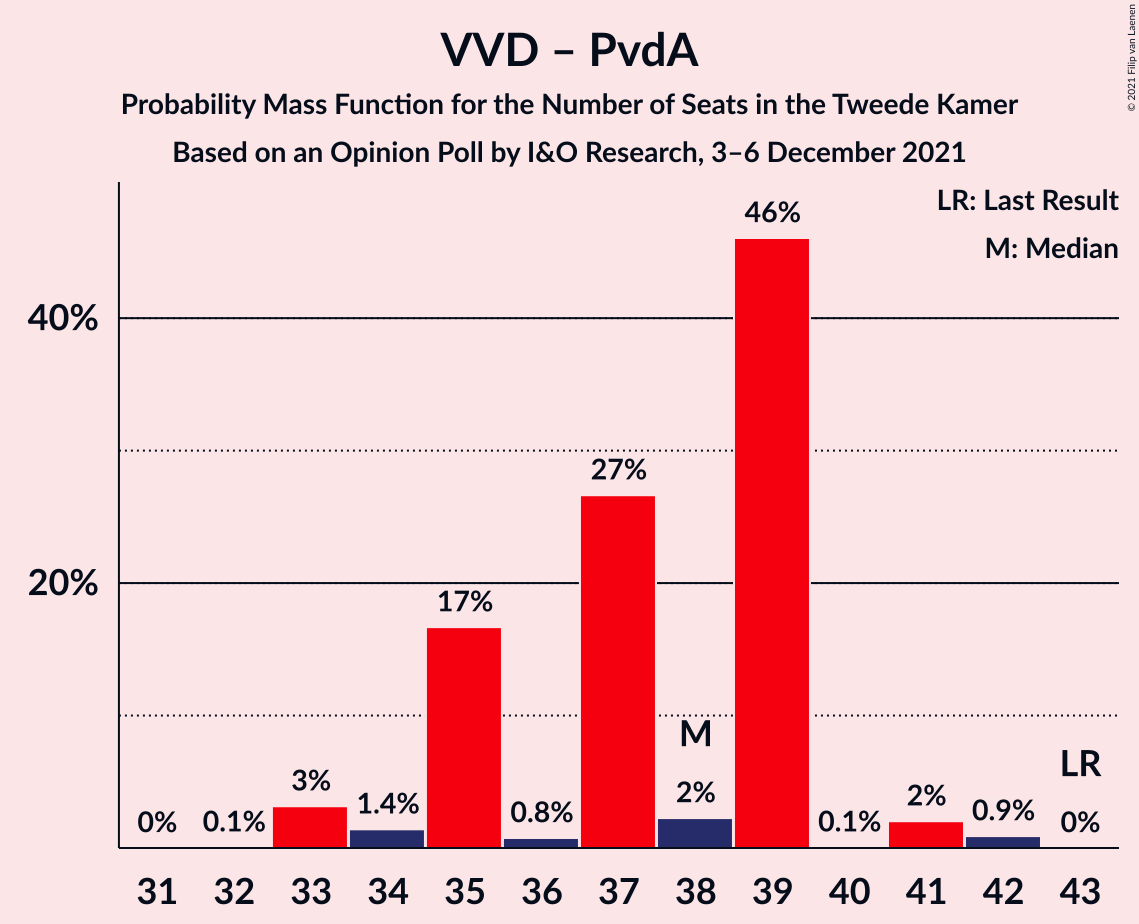 VVD – PvdA
Probability Mass Function for the Number of Seats in the Tweede Kamer
Based on an Opinion Poll by I&O Research, 3–6 December 2021
© 2021 Filip van Laenen
LR: Last Result
M: Median
46%
40%
27%
20%
17%
M
LR
3%
1.4%
0.8%
2%
2%
0.9%
0%
0.1%
0.1%
0%
31 32 33 34 35 36 37 38 39 40 41 42 43